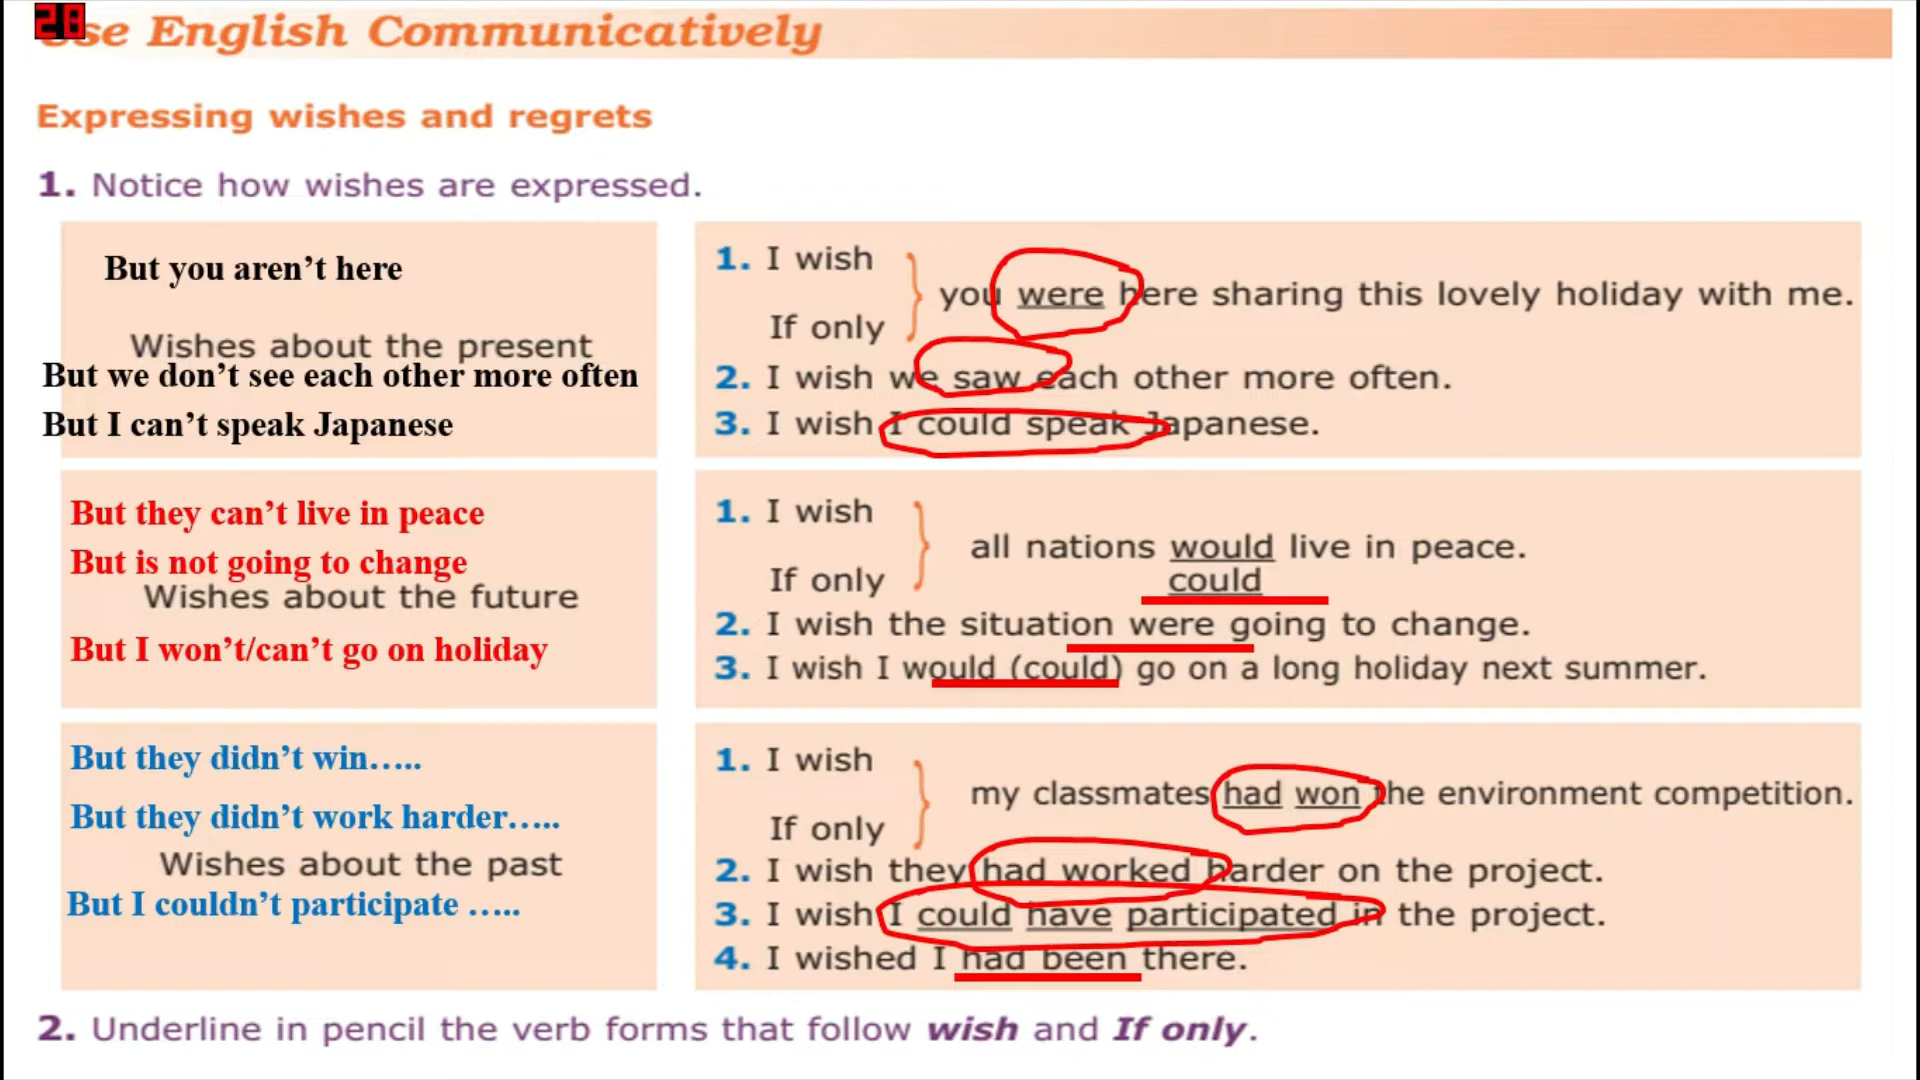 28
se English Communicatively
Expressing wishes and regrets
1. Notice how wishes are expressed.
But you aren't here
Wishes about the present
But we don't see each other more often
But I can't speak Japanese
1. I wish
If only
you were here sharing this lovely holiday with me.
2. I wish we saw each other more often.
3. I wish I could speak Japanese.
But they can't live in peace
But is not going to change
Wishes about the future
But I won't/can't go on holiday
1. I wish
If only
all nations would live in peace.
could
2. I wish the situation were going to change.
3. I wish I would (could) go on a long holiday next summer.
But they didn't win.....
But they didn't work harder.....
Wishes about the past
But I couldn't participate .....
1. I wish
If only
my classmates had won the environment competition.
2. I wish they had worked harder on the project.
3. I wish I could have participated in the project.
4. I wished I had been there.
2. Underline in pencil the verb forms that follow wish and If only.